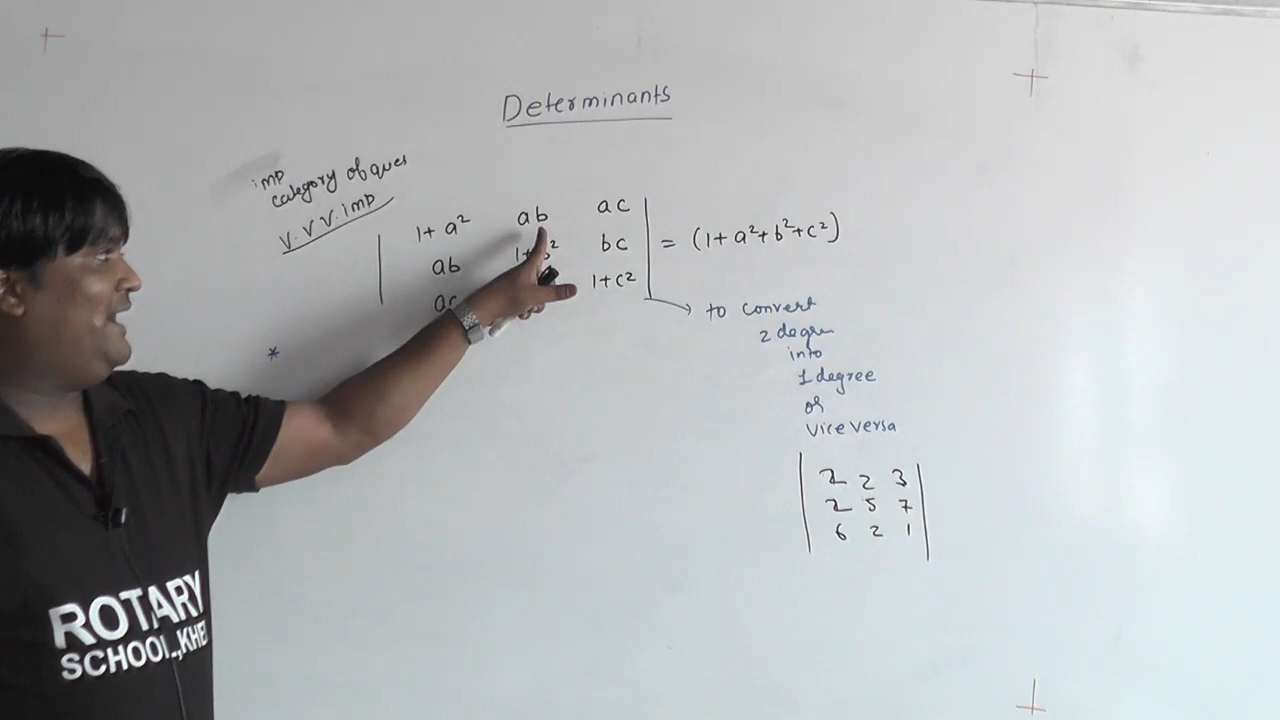 Determinants
imp
category of ques
V.V.V.imp
1+a² ab ac
ab bc = (1+a²+b²+c²)
ac 1+c²
→ to convert
2 degree
into
1 degree
or
vice versa
*
2 2 3
2 5 7
6 2 1
ROTARY
SCHOOL,